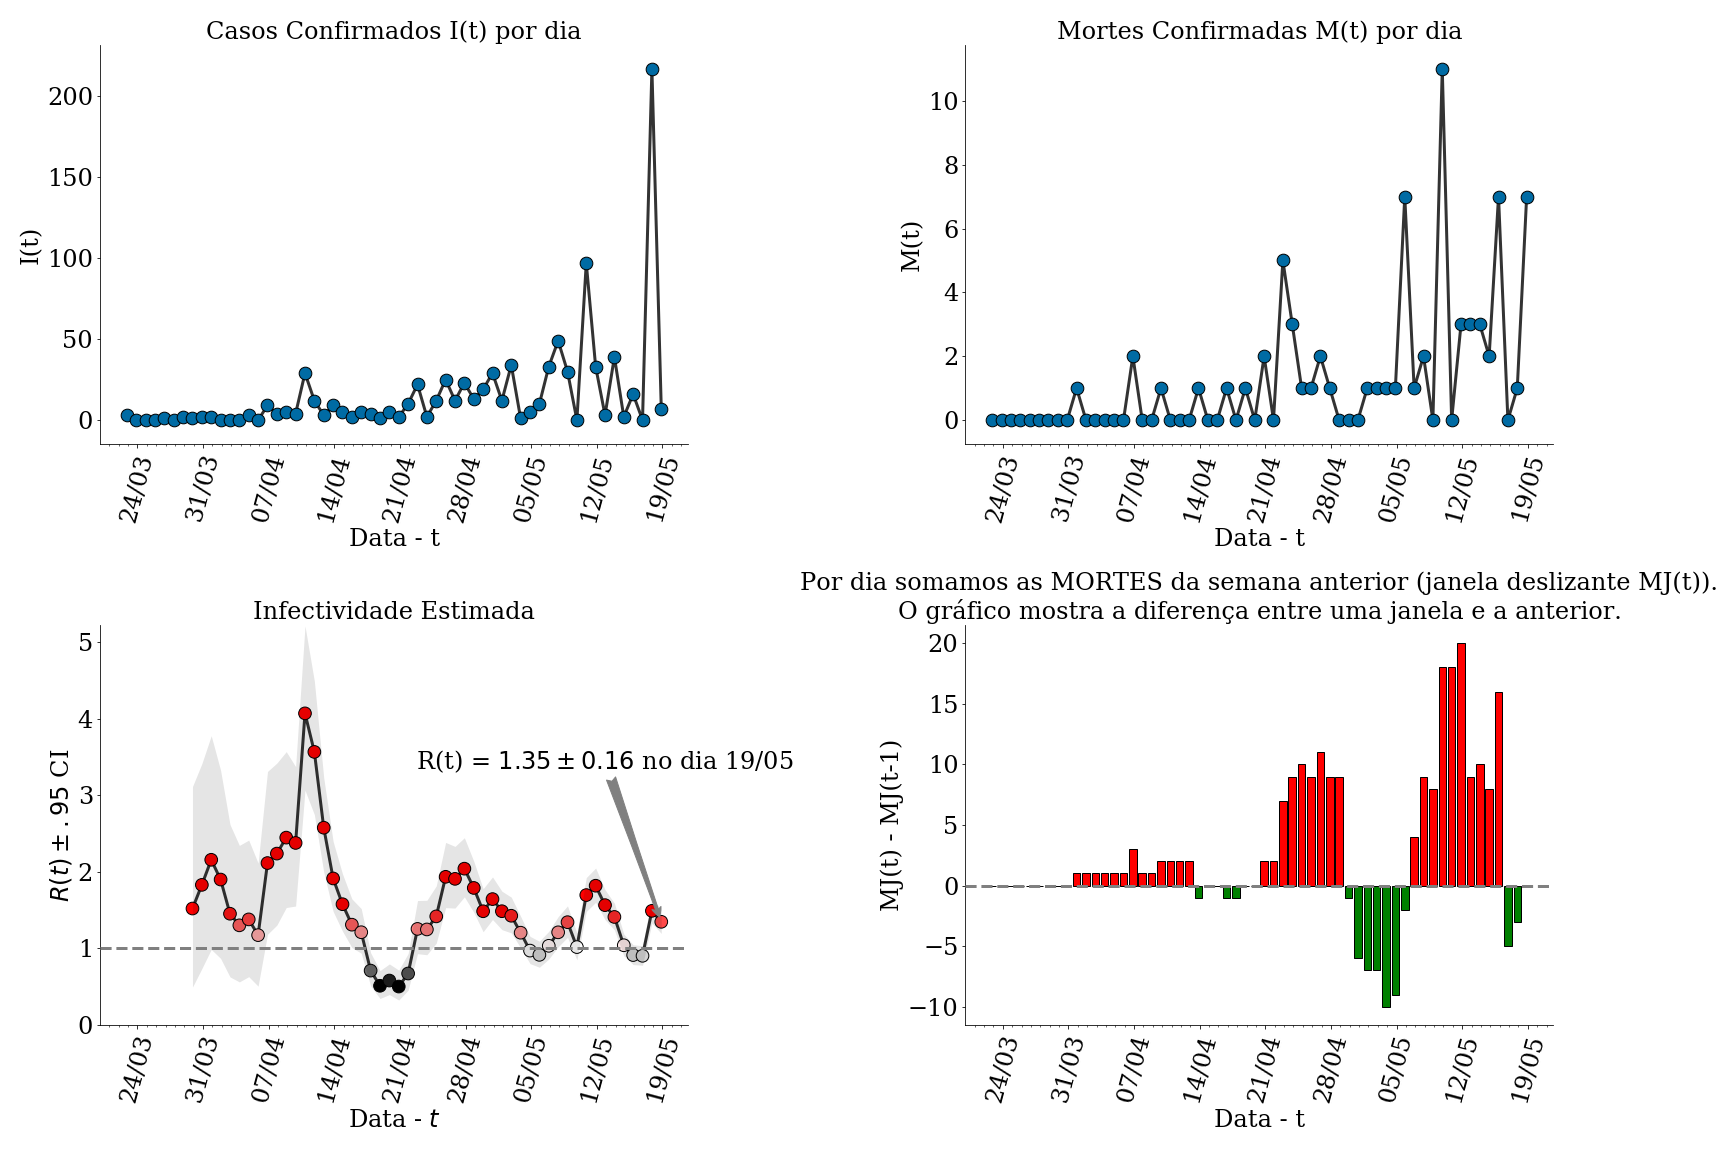 Casos Confirmados I(t) por dia
I(t)
200
150
100
50
0
24/03 31/03 07/04 14/04 21/04 28/04 05/05 12/05 19/05
Data - t
Mortes Confirmadas M(t) por dia
M(t)
10
8
6
4
2
0
24/03 31/03 07/04 14/04 21/04 28/04 05/05 12/05 19/05
Data - t
Infectividade Estimada
R(t) ± .95 CI
5
4
3
2
1
0
R(t) = 1.35 ± 0.16 no dia 19/05
24/03 31/03 07/04 14/04 21/04 28/04 05/05 12/05 19/05
Data - t
Por dia somamos as MORTES da semana anterior (janela deslizante MJ(t)).
O gráfico mostra a diferença entre uma janela e a anterior.
MJ(t) - MJ(t-1)
20
15
10
5
0
−5
−10
24/03 31/03 07/04 14/04 21/04 28/04 05/05 12/05 19/05
Data - t